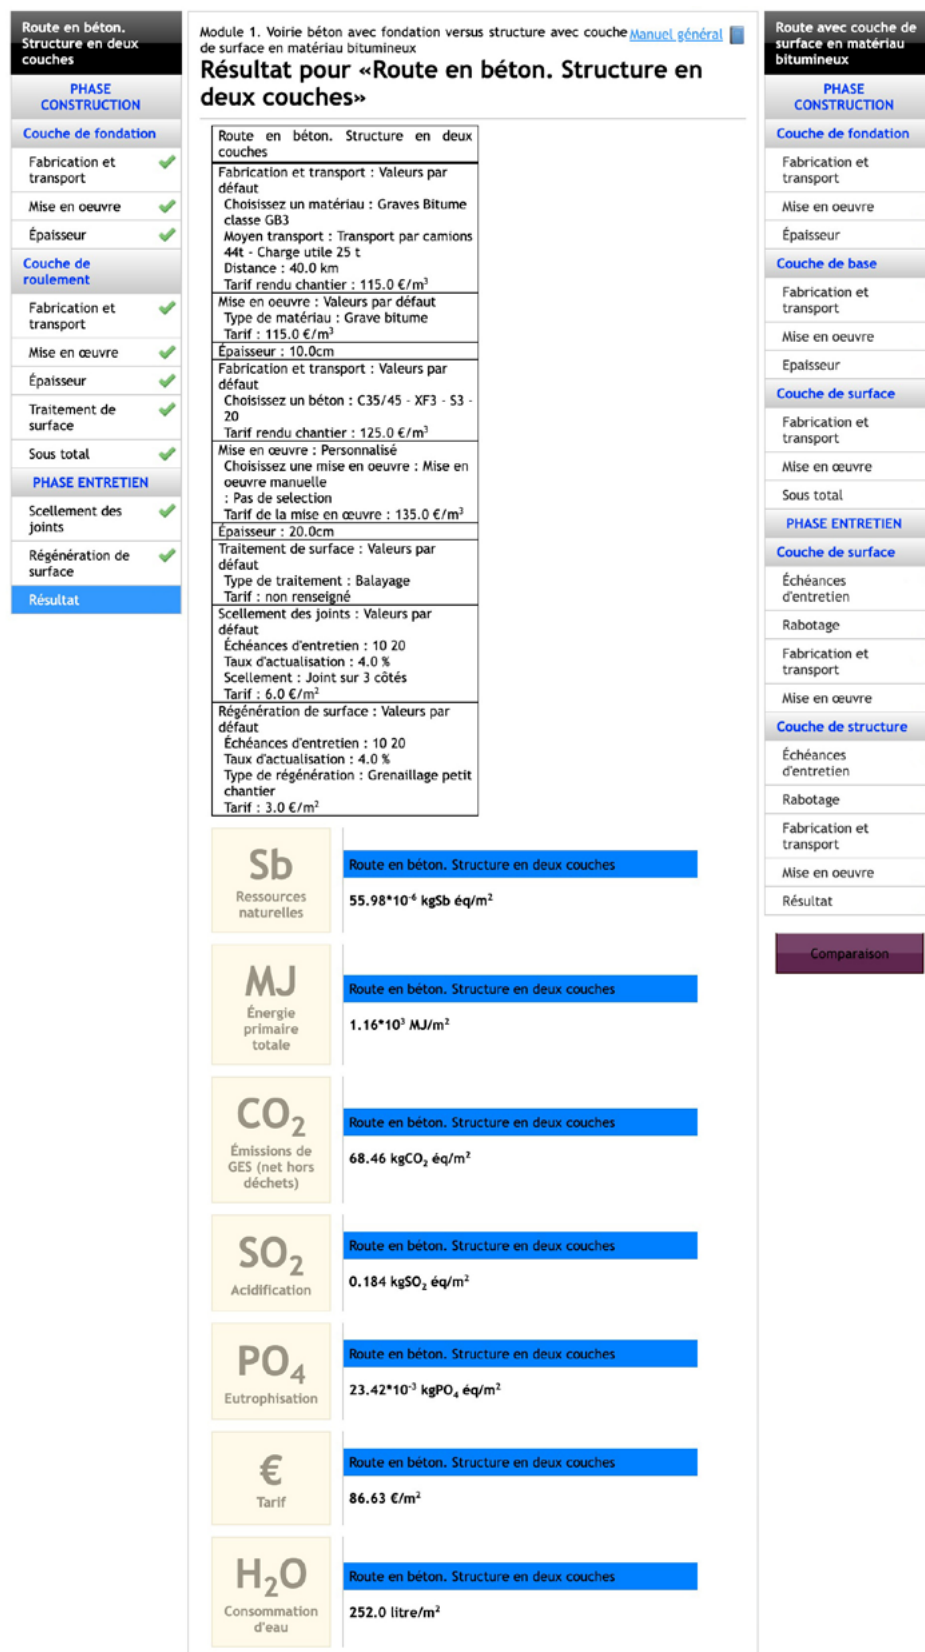 Route en béton.
Structure en deux
couches
PHASE
CONSTRUCTION
Couche de fondation
Fabrication et
transport
Mise en oeuvre
Épaisseur
Couche de
roulement
Fabrication et
transport
Mise en œuvre
Épaisseur
Traitement de
surface
Sous total
PHASE ENTRETIEN
Scellement des
joints
Régénération de
surface
Résultat
Module 1. Voirie béton avec fondation versus structure avec couche Manuel général
de surface en matériau bitumineux
Résultat pour «Route en béton. Structure en
deux couches»
Route en béton. Structure en deux
couches
Fabrication et transport : Valeurs par
défaut
Choisissez un matériau : Graves Bitume
classe GB3
Moyen transport : Transport par camions
44t - Charge utile 25 t
Distance : 40.0 km
Tarif rendu chantier : 115.0 €/m³
Mise en oeuvre : Valeurs par défaut
Type de matériau : Grave bitume
Tarif : 115.0 €/m³
Épaisseur : 10.0cm
Fabrication et transport : Valeurs par
défaut
Choisissez un béton : C35/45 - XF3 - S3 -
20
Tarif rendu chantier : 125.0 €/m³
Mise en œuvre : Personnalisé
Choisissez une mise en oeuvre : Mise en
oeuvre manuelle
: Pas de selection
Tarif de la mise en œuvre : 135.0 €/m³
Épaisseur : 20.0cm
Traitement de surface : Valeurs par
défaut
Type de traitement : Balayage
Tarif : non renseigné
Scellement des joints : Valeurs par
défaut
Échéances d'entretien : 10 20
Taux d'actualisation : 4.0 %
Scellement : Joint sur 3 côtés
Tarif : 6.0 €/m²
Régénération de surface : Valeurs par
défaut
Échéances d'entretien : 10 20
Taux d'actualisation : 4.0 %
Type de régénération : Grenaillage petit
chantier
Tarif : 3.0 €/m²
Sb
Ressources
naturelles
Route en béton. Structure en deux couches
55.98*10⁻⁶ kgSb éq/m²
MJ
Énergie
primaire
totale
Route en béton. Structure en deux couches
1.16*10³ MJ/m²
CO₂
Émissions de
GES (net hors
déchets)
Route en béton. Structure en deux couches
68.46 kgCO₂ éq/m²
SO₂
Acidification
Route en béton. Structure en deux couches
0.184 kgSO₂ éq/m²
PO₄
Eutrophisation
Route en béton. Structure en deux couches
23.42*10⁻³ kgPO₄ éq/m²
€
Tarif
Route en béton. Structure en deux couches
86.63 €/m²
H₂O
Consommation
d'eau
Route en béton. Structure en deux couches
252.0 litre/m²
Route avec couche de
surface en matériau
bitumineux
PHASE
CONSTRUCTION
Couche de fondation
Fabrication et
transport
Mise en oeuvre
Épaisseur
Couche de base
Fabrication et
transport
Mise en oeuvre
Epaisseur
Couche de surface
Fabrication et
transport
Mise en œuvre
Sous total
PHASE ENTRETIEN
Couche de surface
Échéances
d'entretien
Rabotage
Fabrication et
transport
Mise en œuvre
Couche de structure
Échéances
d'entretien
Rabotage
Fabrication et
transport
Mise en oeuvre
Résultat
Comparaison